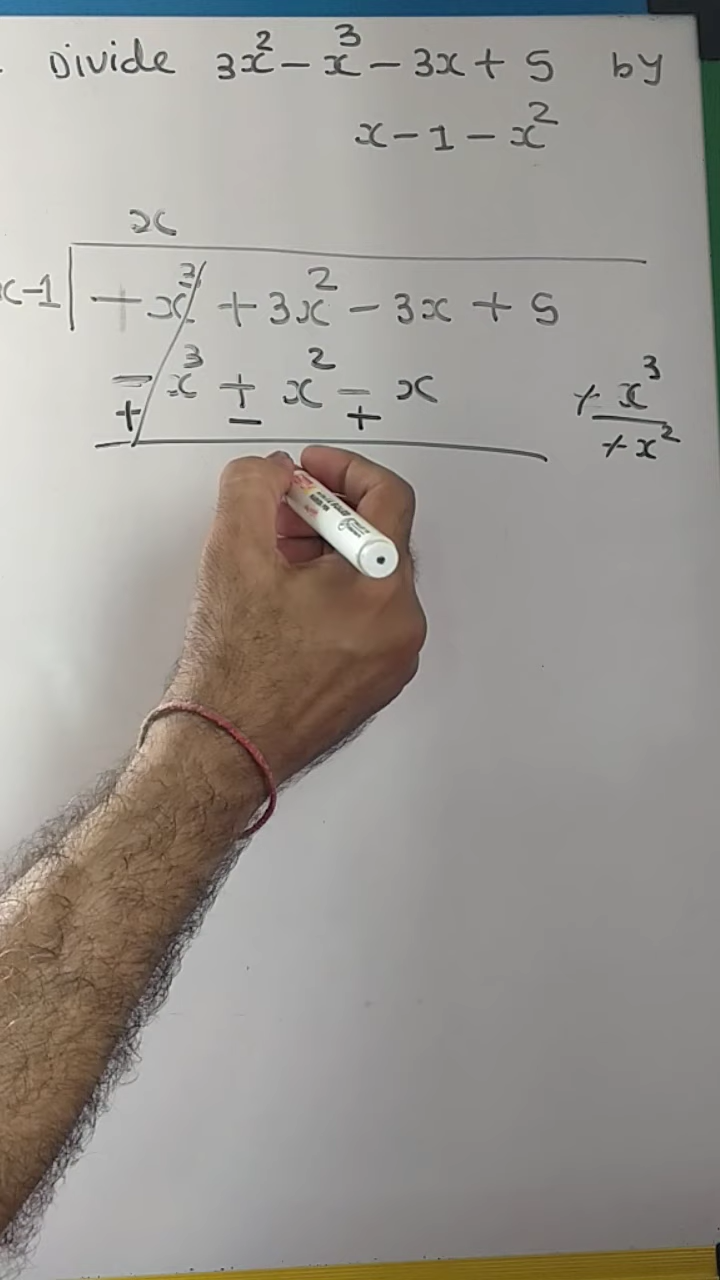 Divide 3x² - x³ - 3x + 5 by
x - 1 - x²
x
x-1 + x³ + 3x² - 3x + 5
- x³ + x² - x
+ - +
+ x³
+ x²